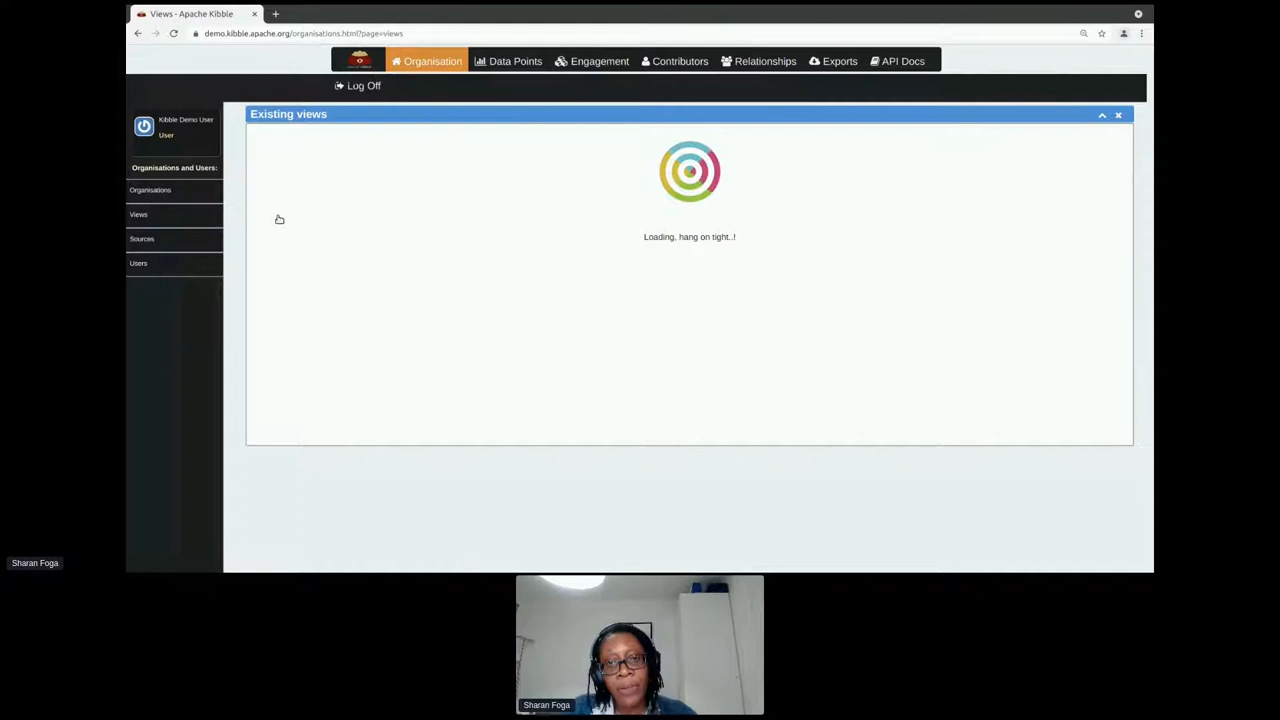 Views - Apache Kibble
demo.kibble.apache.org/organisations.html?page=views
Organisation Data Points Engagement Contributors Relationships Exports API Docs
Log Off
Kibble Demo User
User
Existing views
Organisations and Users:
Organisations
Views
Sources
Users
Loading, hang on tight..!
Sharan Foga
Sharan Foga